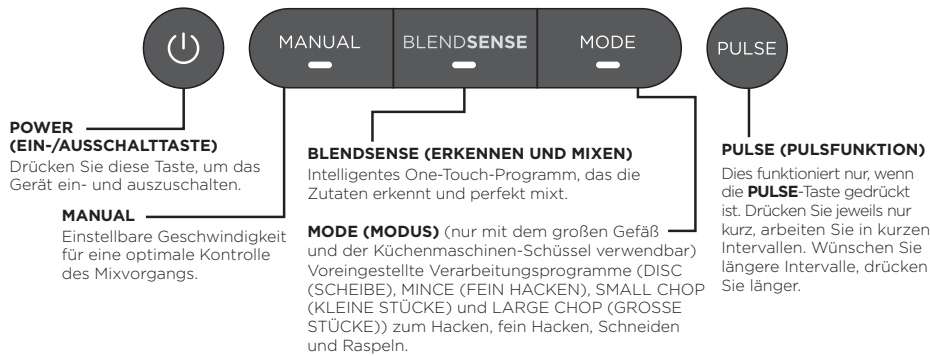 MANUAL
BLENDSENSE
MODE
PULSE
POWER
(EIN-/AUSSCHALTTASTE)
Drücken Sie diese Taste, um das
Gerät ein- und auszuschalten.
MANUAL
Einstellbare Geschwindigkeit
für eine optimale Kontrolle
des Mixvorgangs.
BLENDSENSE (ERKENNEN UND MIXEN)
Intelligentes One-Touch-Programm, das die
Zutaten erkennt und perfekt mixt.
MODE (MODUS) (nur mit dem großen Gefäß
und der Küchenmaschinen-Schüssel verwendbar)
Voreingestellte Verarbeitungsprogramme (DISC
(SCHEIBE), MINCE (FEIN HACKEN), SMALL CHOP
(KLEINE STÜCKE) und LARGE CHOP (GROSSE
STÜCKE)) zum Hacken, fein Hacken, Schneiden
und Raspeln.
PULSE (PULSFUNKTION)
Dies funktioniert nur, wenn
die PULSE-Taste gedrückt
ist. Drücken Sie jeweils nur
kurz, arbeiten Sie in kurzen
Intervallen. Wünschen Sie
längere Intervalle, drücken
Sie länger.